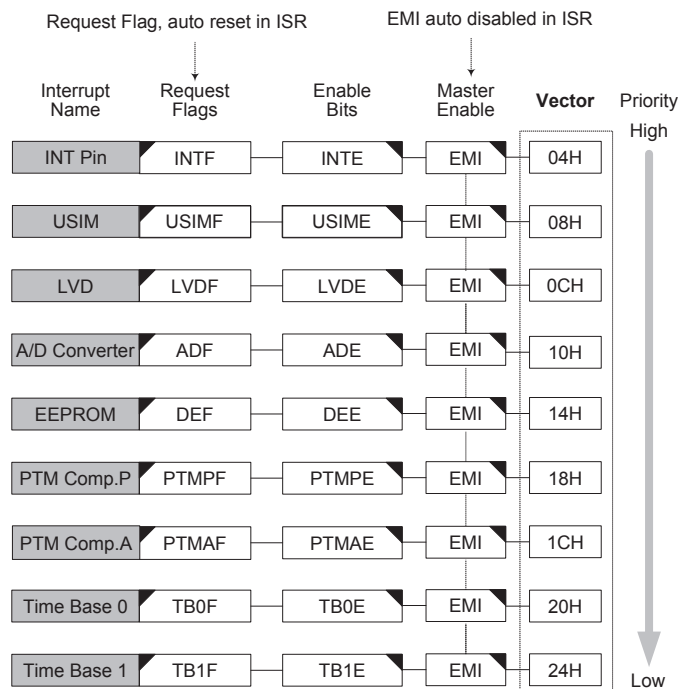 Request Flag, auto reset in ISR
EMI auto disabled in ISR
Interrupt Name
Request Flags
Enable Bits
Master Enable
Vector
Priority
High
INT Pin INTF INTE EMI 04H
USIM USIMF USIME EMI 08H
LVD LVDF LVDE EMI 0CH
A/D Converter ADF ADE EMI 10H
EEPROM DEF DEE EMI 14H
PTM Comp.P PTMPF PTMPE EMI 18H
PTM Comp.A PTMAF PTMAE EMI 1CH
Time Base 0 TB0F TB0E EMI 20H
Time Base 1 TB1F TB1E EMI 24H
Low